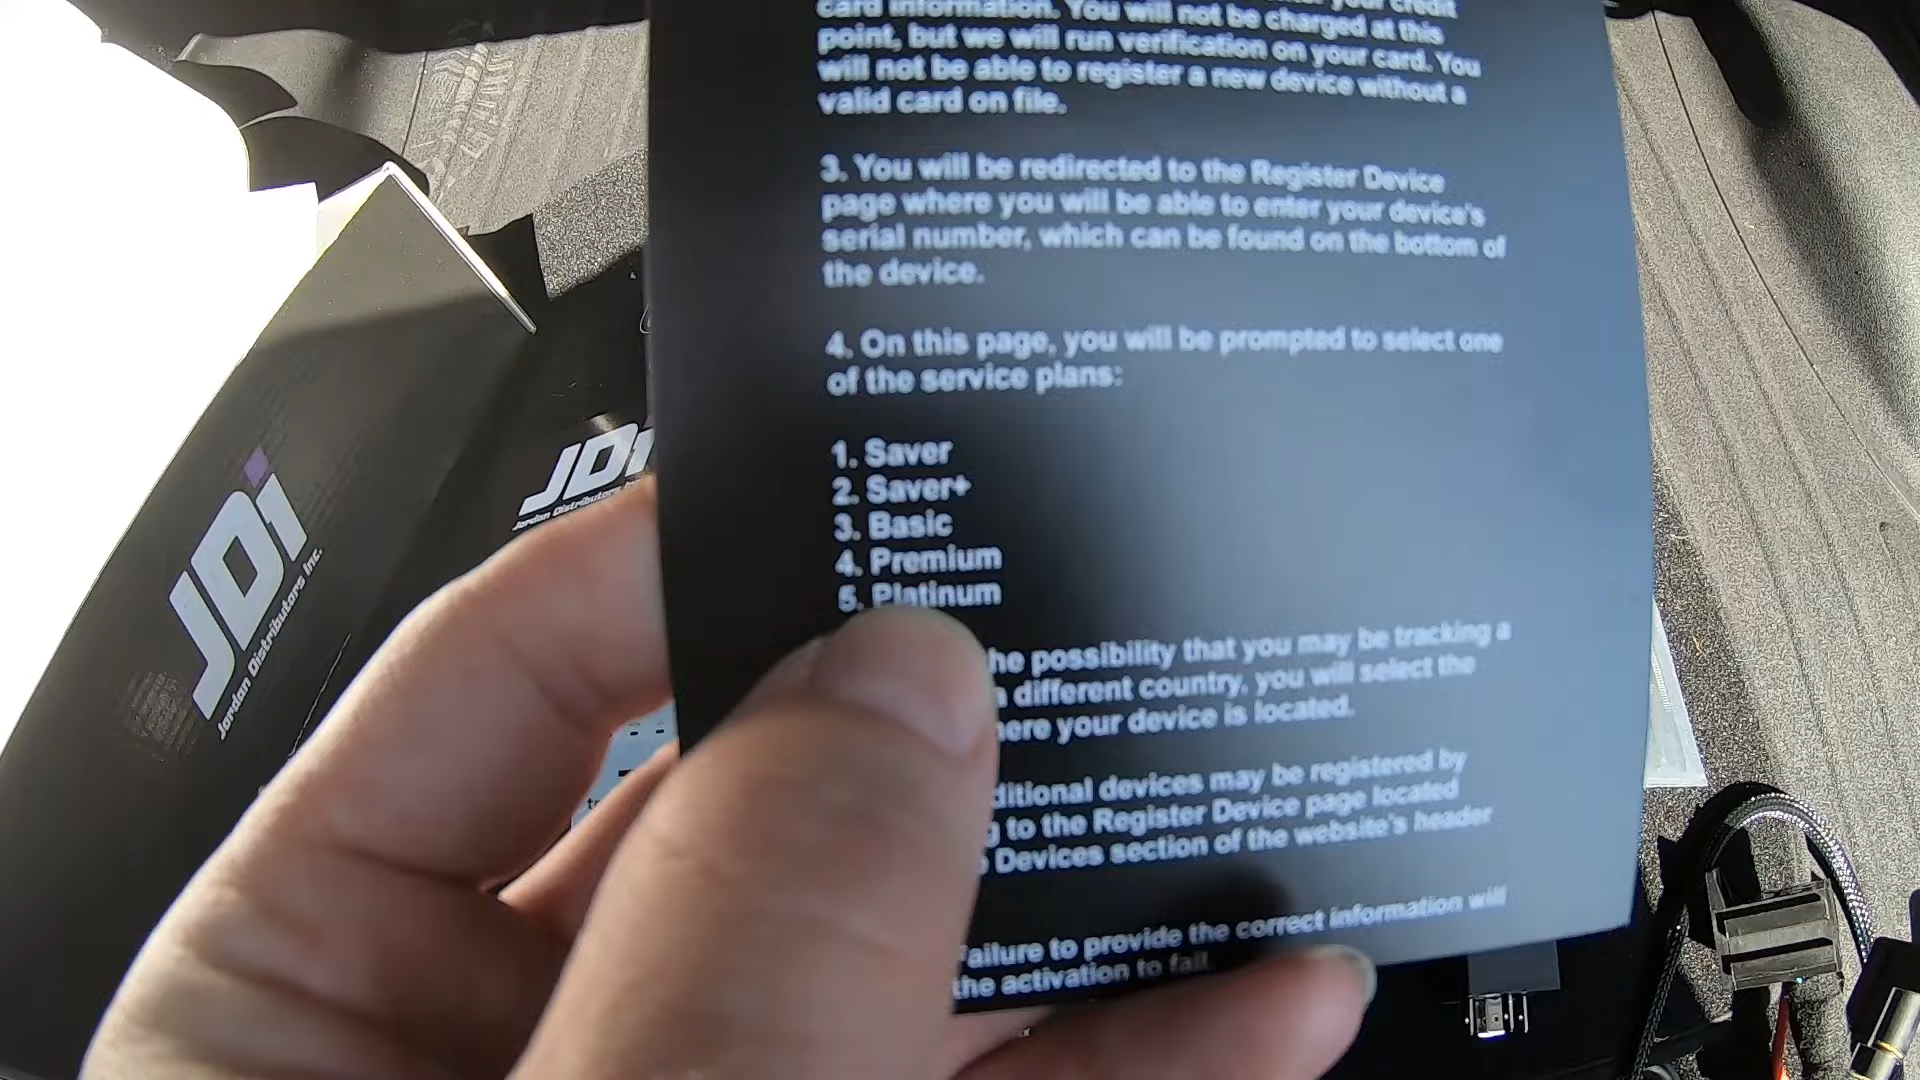 card information. You will not be charged at this
point, but we will run verification on your card. You
will not be able to register a new device without a
valid card on file.
3. You will be redirected to the Register Device
page where you will be able to enter your device's
serial number, which can be found on the bottom of
the device.
4. On this page, you will be prompted to select one
of the service plans:
1. Saver
2. Saver+
3. Basic
4. Premium
5. Platinum
the possibility that you may be tracking a
different country, you will select the
where your device is located.
ditional devices may be registered by
to the Register Device page located
Devices section of the website's header
Failure to provide the correct information will
the activation to fail.
JDi
Jordan Distributors Inc.
JDi
Jordan Distributors